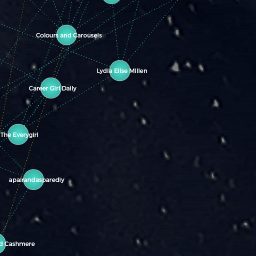 Colours and Carousels
Lydia Elise Millen
Career Girl Daily
The Everygirl
apairandasparediy
d Cashmere